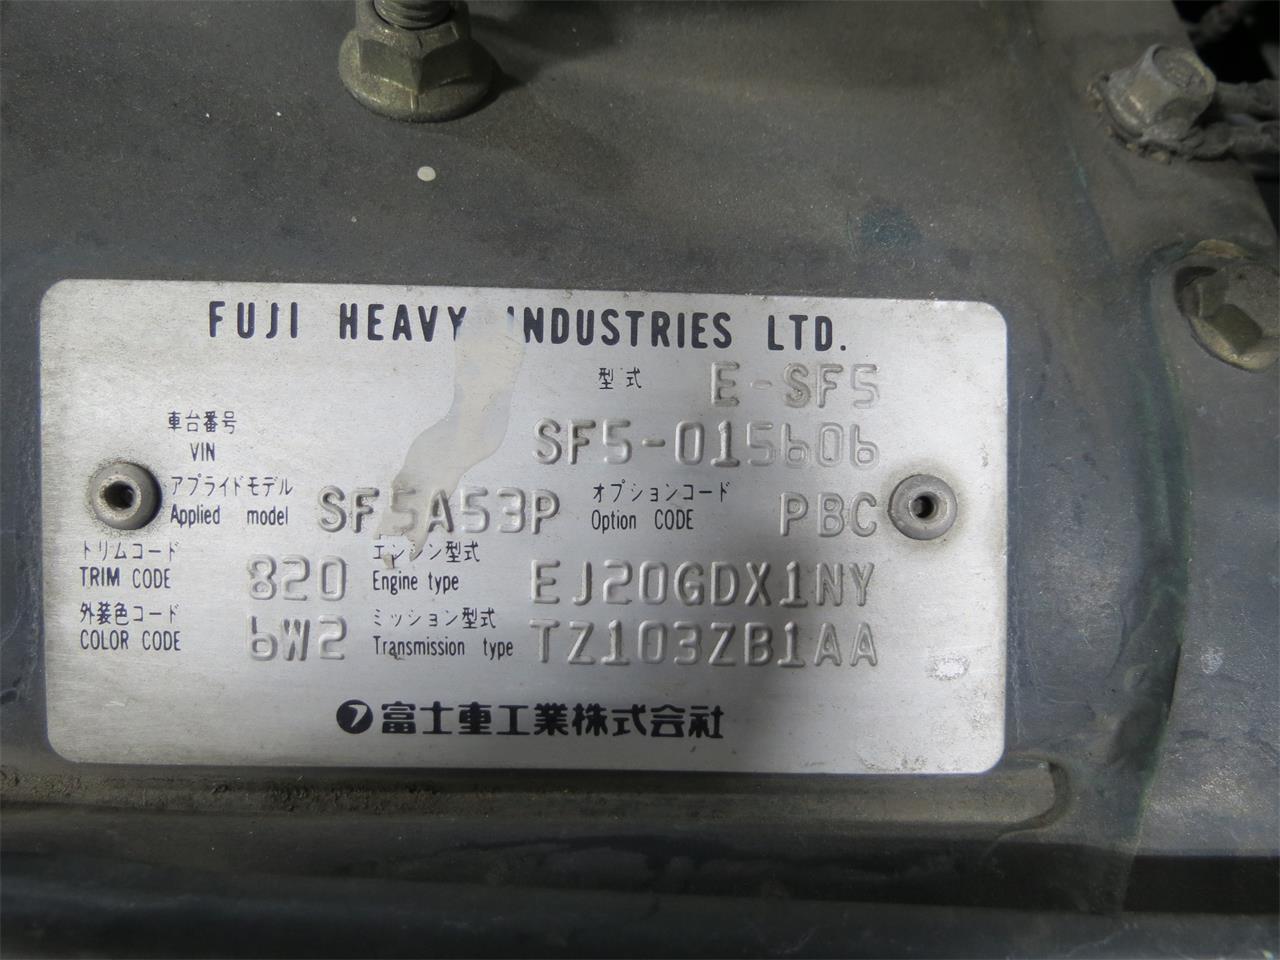 FUJI HEAVY INDUSTRIES LTD.
型式 E-SF5
車台番号
VIN SF5-015606
アプライドモデル
Applied model SF5A53P
オプションコード
Option CODE PBC
トリムコード
TRIM CODE 820
エンジン型式
Engine type EJ20GDX1NY
外装色コード
COLOR CODE 6W2
ミッション型式
Transmission type TZ103ZB1AA
フ 富士重工業株式会社